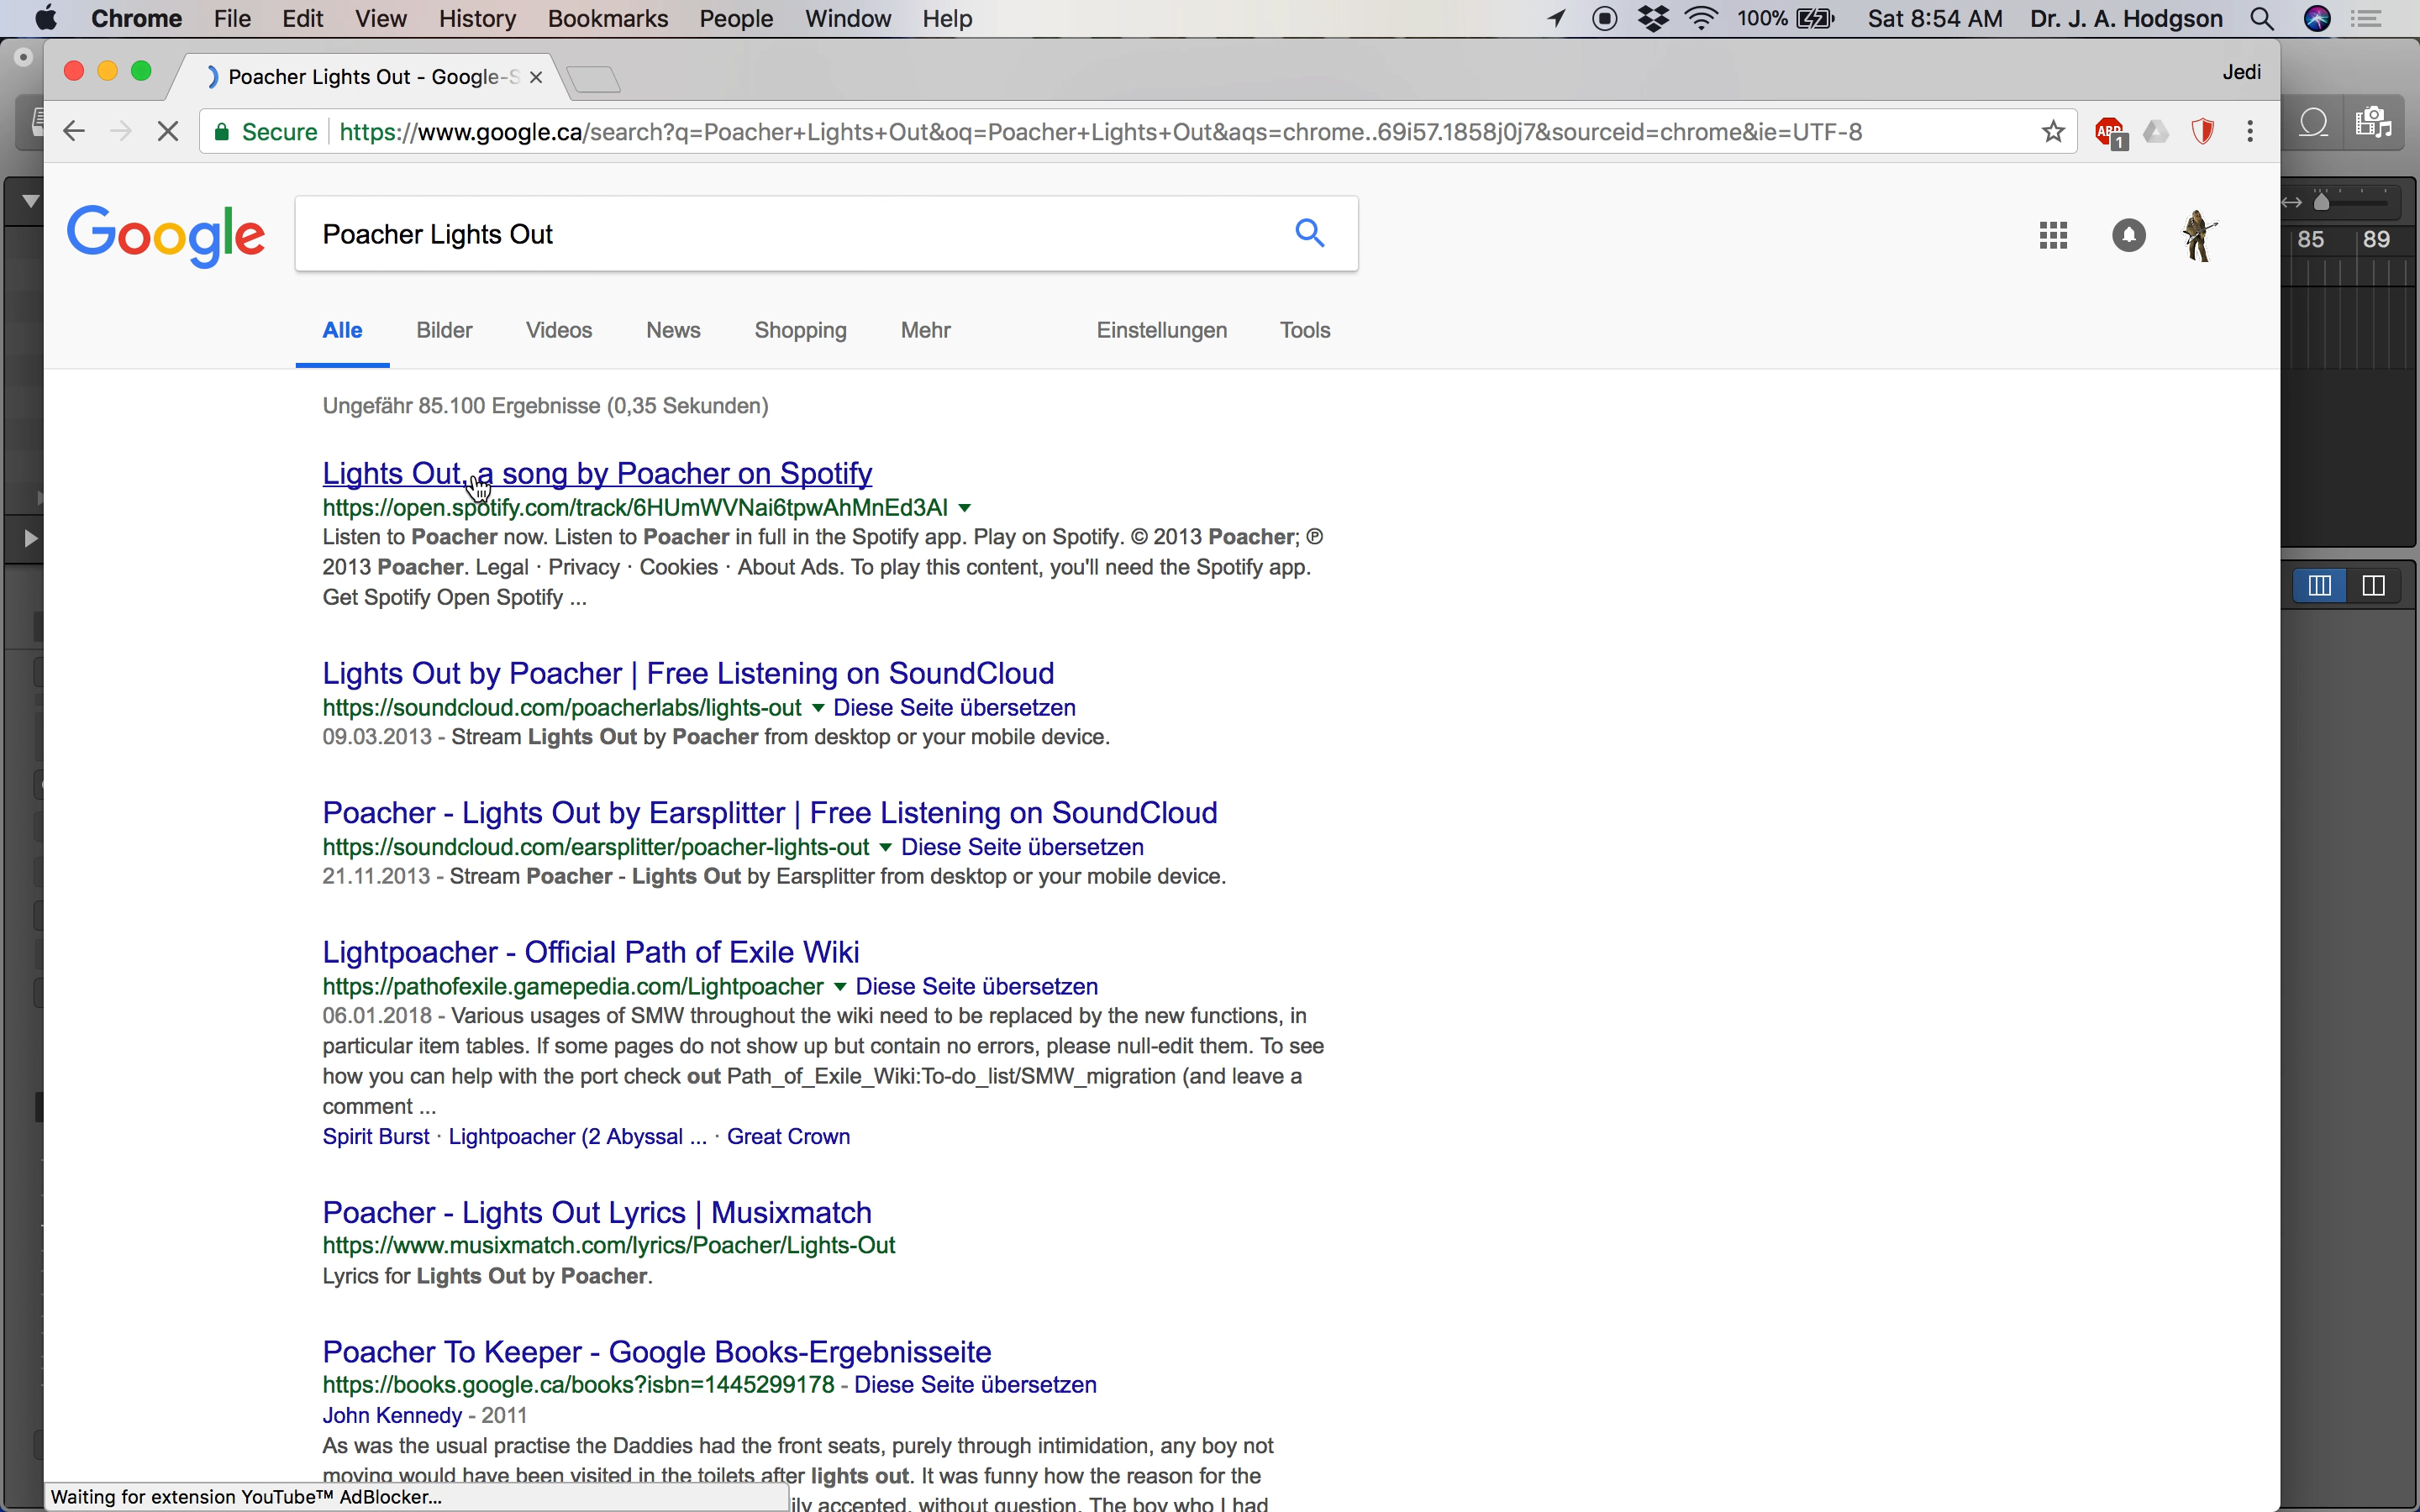 Chrome File Edit View History Bookmarks People Window Help 100% Sat 8:54 AM Dr. J. A. Hodgson
Poacher Lights Out - Google-S Jedi
Secure https://www.google.ca/search?q=Poacher+Lights+Out&oq=Poacher+Lights+Out&aqs=chrome..69i57.1858j0j7&sourceid=chrome&ie=UTF-8 ABP 1
Google Poacher Lights Out
85 89
Alle Bilder Videos News Shopping Mehr Einstellungen Tools
Ungefähr 85.100 Ergebnisse (0,35 Sekunden)
Lights Out, a song by Poacher on Spotify
https://open.spotify.com/track/6HUmWVNai6tpwAhMnEd3AI
Listen to Poacher now. Listen to Poacher in full in the Spotify app. Play on Spotify. © 2013 Poacher; ℗
2013 Poacher. Legal · Privacy · Cookies · About Ads. To play this content, you'll need the Spotify app.
Get Spotify Open Spotify ...
Lights Out by Poacher | Free Listening on SoundCloud
https://soundcloud.com/poacherlabs/lights-out Diese Seite übersetzen
09.03.2013 - Stream Lights Out by Poacher from desktop or your mobile device.
Poacher - Lights Out by Earsplitter | Free Listening on SoundCloud
https://soundcloud.com/earsplitter/poacher-lights-out Diese Seite übersetzen
21.11.2013 - Stream Poacher - Lights Out by Earsplitter from desktop or your mobile device.
Lightpoacher - Official Path of Exile Wiki
https://pathofexile.gamepedia.com/Lightpoacher Diese Seite übersetzen
06.01.2018 - Various usages of SMW throughout the wiki need to be replaced by the new functions, in
particular item tables. If some pages do not show up but contain no errors, please null-edit them. To see
how you can help with the port check out Path_of_Exile_Wiki:To-do_list/SMW_migration (and leave a
comment ...
Spirit Burst · Lightpoacher (2 Abyssal ... · Great Crown
Poacher - Lights Out Lyrics | Musixmatch
https://www.musixmatch.com/lyrics/Poacher/Lights-Out
Lyrics for Lights Out by Poacher.
Poacher To Keeper - Google Books-Ergebnisseite
https://books.google.ca/books?isbn=1445299178 - Diese Seite übersetzen
John Kennedy - 2011
As was the usual practise the Daddies had the front seats, purely through intimidation, any boy not
moving would have been visited in the toilets after lights out. It was funny how the reason for the
Waiting for extension YouTube™ AdBlocker... accepted, without question. The boy who I had